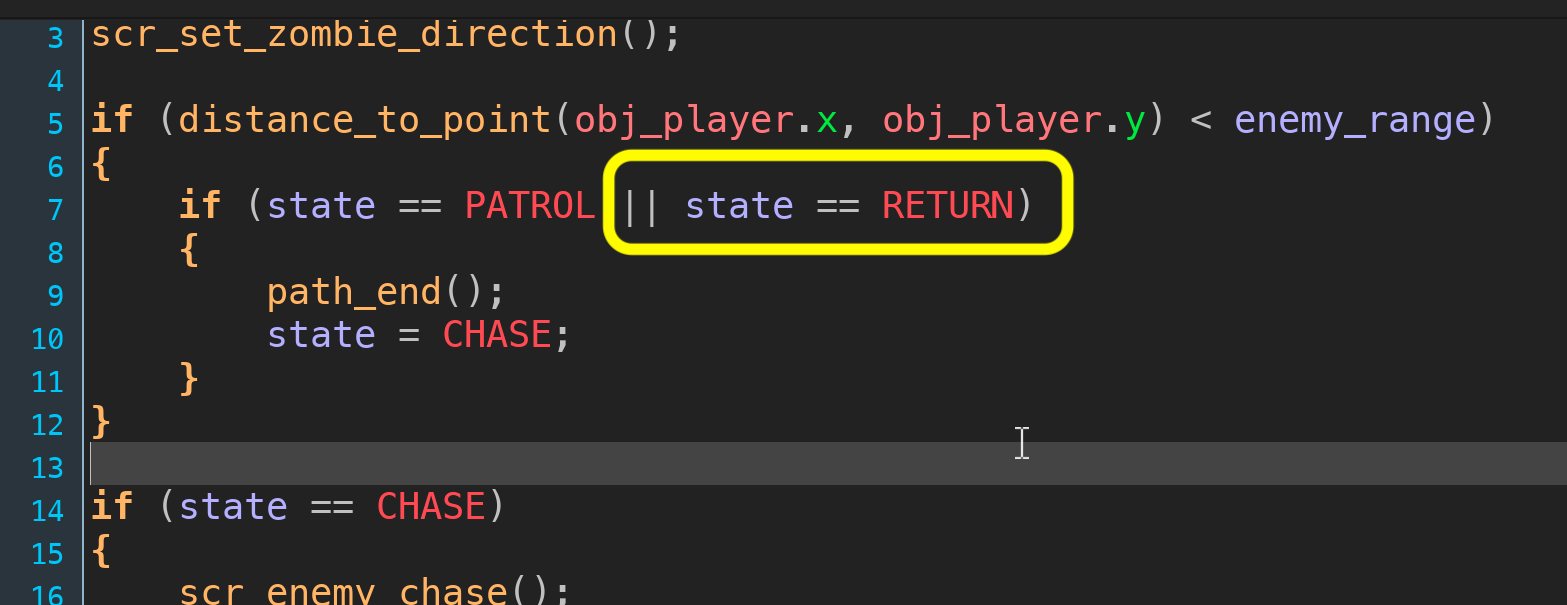 3 scr_set_zombie_direction();
4
5 if (distance_to_point(obj_player.x, obj_player.y) < enemy_range)
6 {
7     if (state == PATROL || state == RETURN)
8     {
9         path_end();
10         state = CHASE;
11     }
12 }
13
14 if (state == CHASE)
15 {
16     scr_enemy_chase();